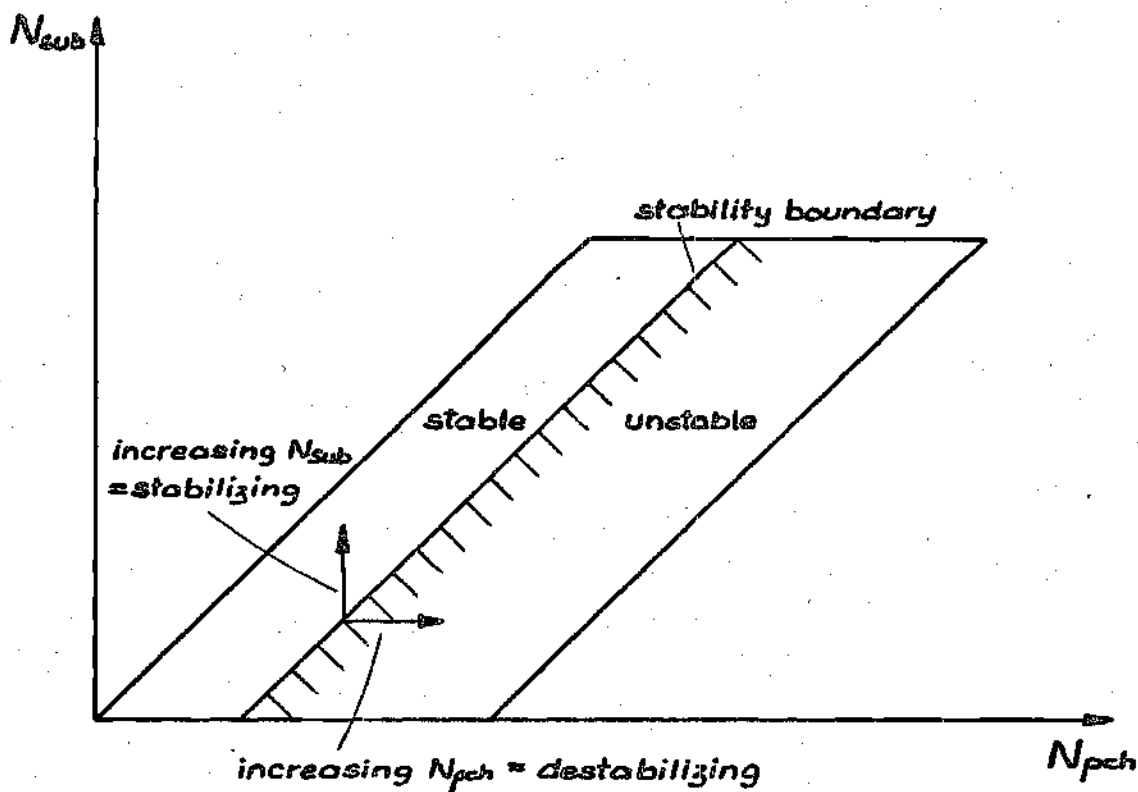 Nsub
stability boundary
stable
unstable
increasing Nsub
=stabilizing
increasing Npch = destabilizing
Npch